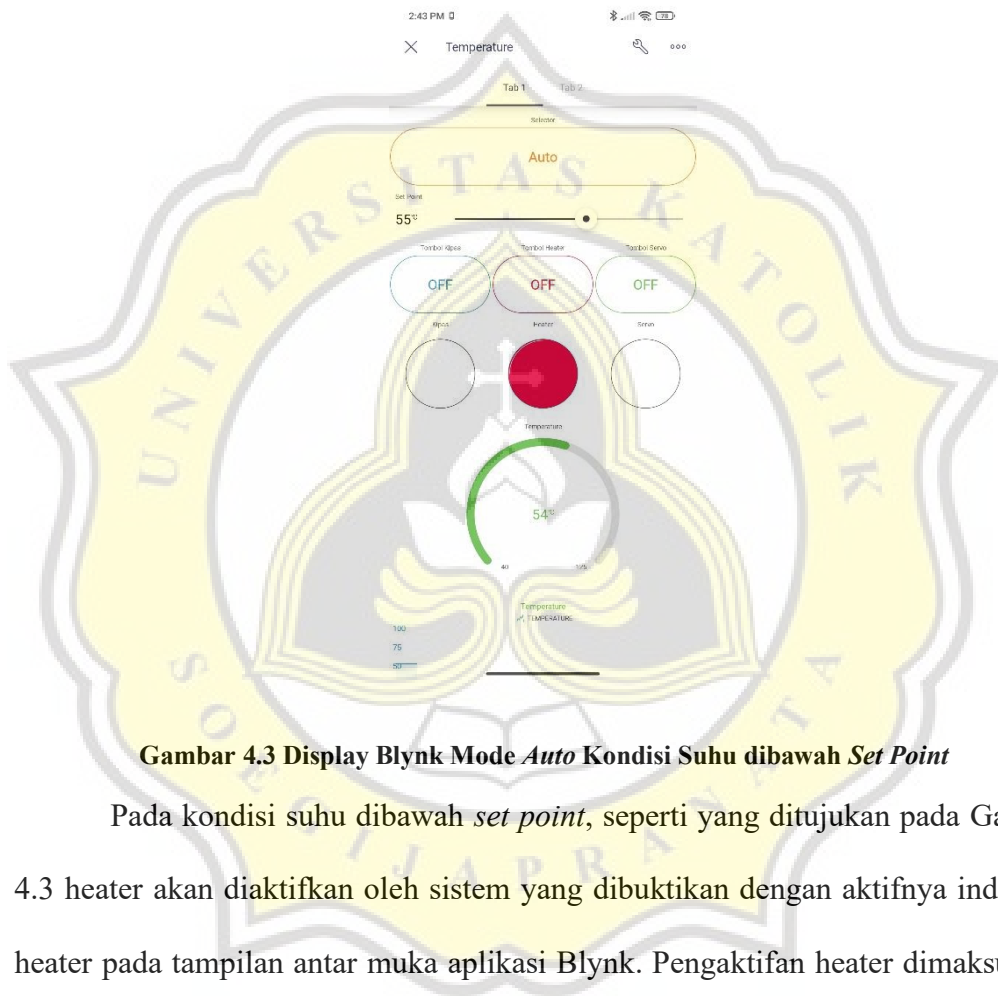 2:43 PM
78
Temperature
Tab 1 Tab 2
Selector
Auto
Set Point
55℃
Tombol Kipas Tombol Heater Tombol Servo
OFF OFF OFF
Kipas Heater Servo
Temperature
54℃
40
Temperature
TEMPERATURE
100
75
50
UNIVERSITAS KATOLIK
SOEGIJAPRANATA
Gambar 4.3 Display Blynk Mode Auto Kondisi Suhu dibawah Set Point
Pada kondisi suhu dibawah set point, seperti yang ditujukan pada Ga
4.3 heater akan diaktifkan oleh sistem yang dibuktikan dengan aktifnya ind
heater pada tampilan antar muka aplikasi Blynk. Pengaktifan heater dimaksu